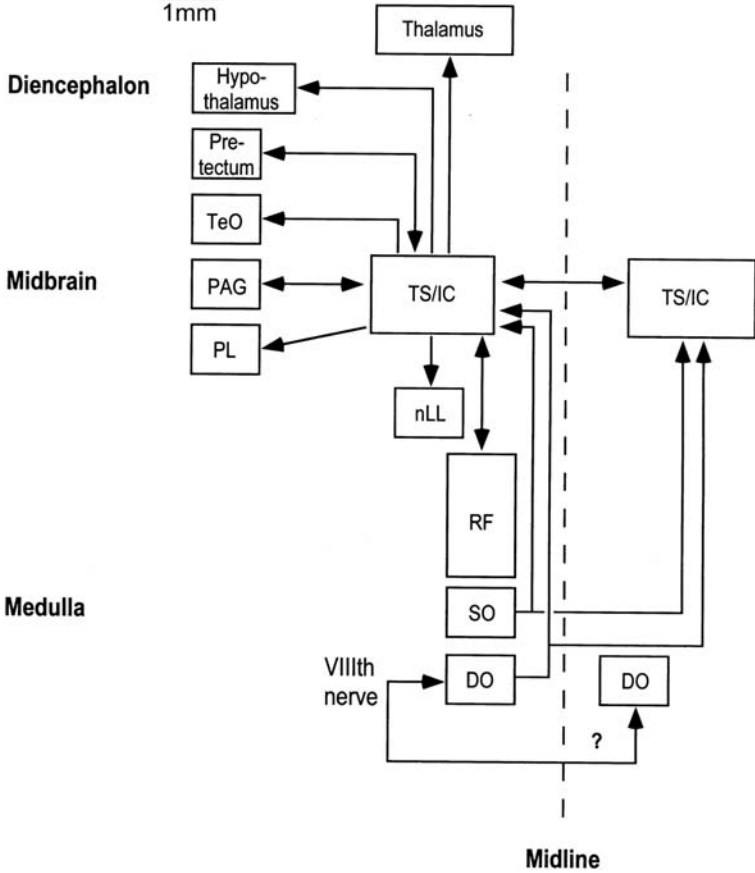 1mm
Thalamus
Diencephalon
Hypo-
thalamus
Pre-
tectum
TeO
Midbrain
PAG
TS/IC
TS/IC
PL
nLL
RF
Medulla
SO
VIIIth
nerve
DO
DO
?
Midline